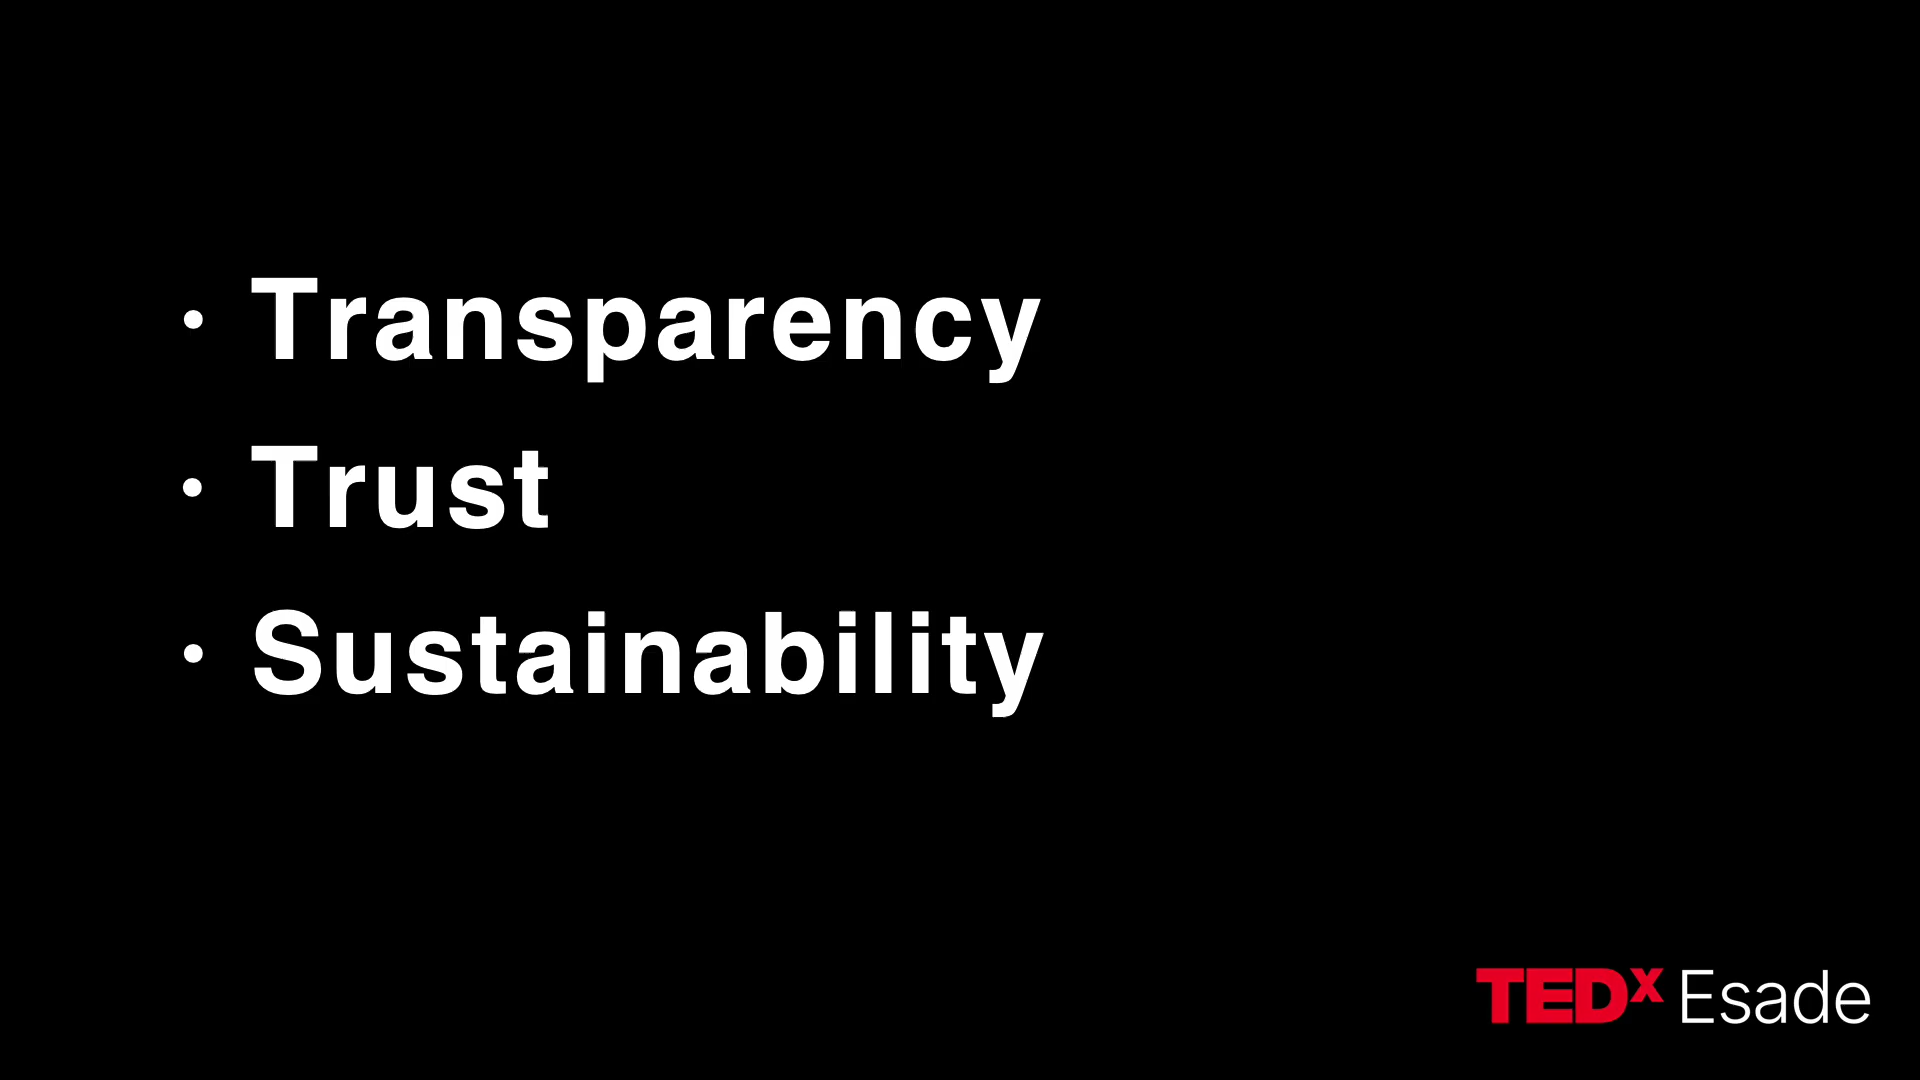 • Transparency
• Trust
• Sustainability
TEDx Esade